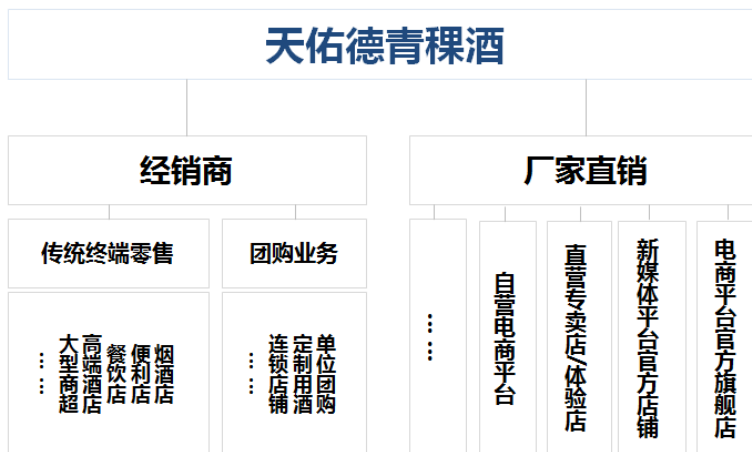 天佑德青稞酒
经销商
厂家直销
传统终端零售
团购业务
烟酒店
便利店
餐饮店
高端酒店
大型商超
……
单位团购
定制用酒
连锁店铺
……
……
自营电商平台
直营专卖店/体验店
新媒体平台官方店铺
电商平台官方旗舰店